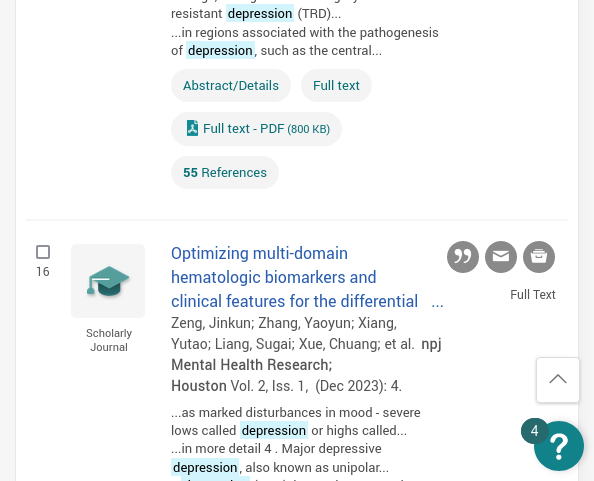 resistant depression (TRD)...
...in regions associated with the pathogenesis
of depression, such as the central...
Abstract/Details
Full text
Full text - PDF (800 KB)
55 References
16
Scholarly
Journal
Optimizing multi-domain
hematologic biomarkers and
clinical features for the differential ...
Zeng, Jinkun; Zhang, Yaoyun; Xiang,
Yutao; Liang, Sugai; Xue, Chuang; et al. npj
Mental Health Research;
Houston Vol. 2, Iss. 1, (Dec 2023): 4.
...as marked disturbances in mood - severe
lows called depression or highs called...
...in more detail 4 . Major depressive
depression, also known as unipolar...
Full Text
4
?